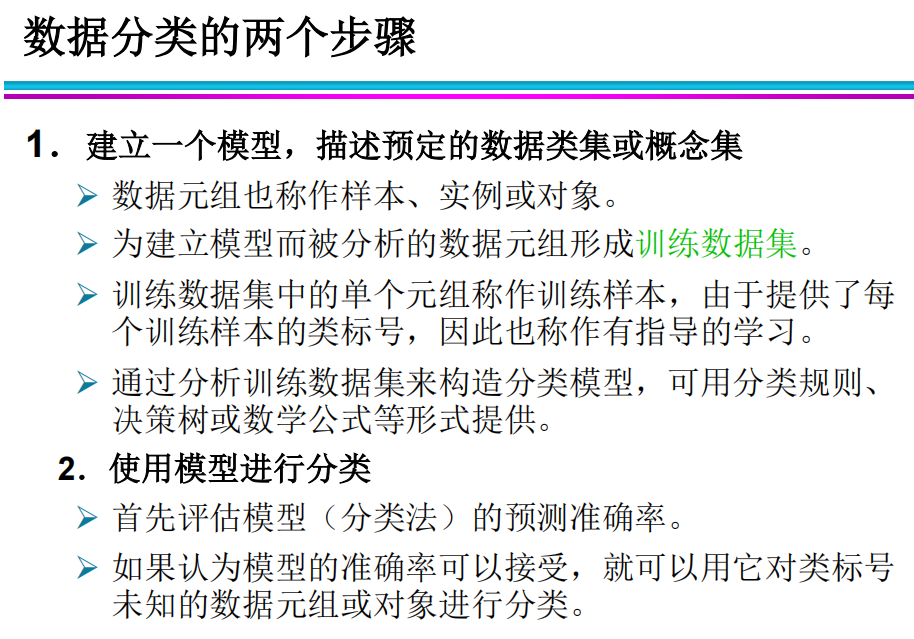 数据分类的两个步骤
1．建立一个模型，描述预定的数据类集或概念集
➢ 数据元组也称作样本、实例或对象。
➢ 为建立模型而被分析的数据元组形成训练数据集。
➢ 训练数据集中的单个元组称作训练样本，由于提供了每
个训练样本的类标号，因此也称作有指导的学习。
➢ 通过分析训练数据集来构造分类模型，可用分类规则、
决策树或数学公式等形式提供。
2．使用模型进行分类
➢ 首先评估模型（分类法）的预测准确率。
➢ 如果认为模型的准确率可以接受，就可以用它对类标号
未知的数据元组或对象进行分类。